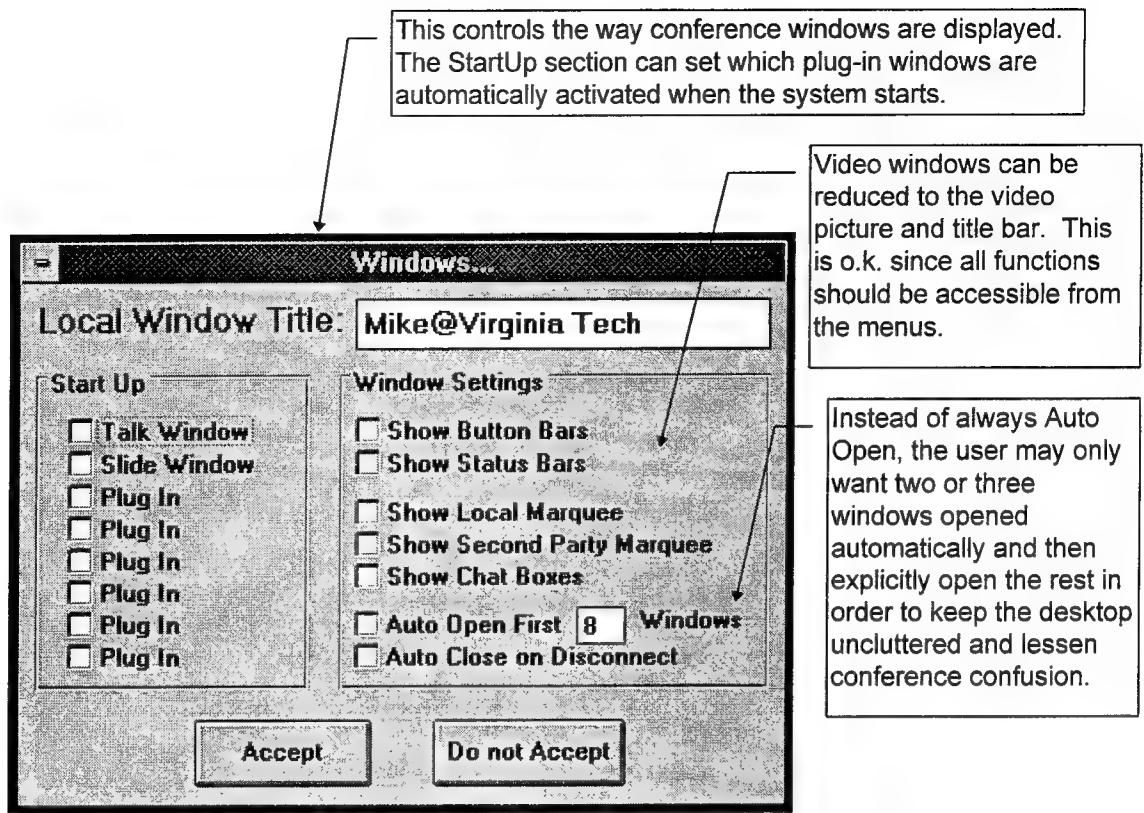 This controls the way conference windows are displayed.
The StartUp section can set which plug-in windows are
automatically activated when the system starts.
Video windows can be
reduced to the video
picture and title bar. This
is o.k. since all functions
should be accessible from
the menus.
Instead of always Auto
Open, the user may only
want two or three
windows opened
automatically and then
explicitly open the rest in
order to keep the desktop
uncluttered and lessen
conference confusion.
Windows...
Local Window Title: Mike@Virginia Tech
Start Up
Talk Window
Slide Window
Plug In
Plug In
Plug In
Plug In
Plug In
Plug In
Window Settings
Show Button Bars
Show Status Bars
Show Local Marquee
Show Second Party Marquee
Show Chat Boxes
Auto Open First 8 Windows
Auto Close on Disconnect
Accept
Do not Accept